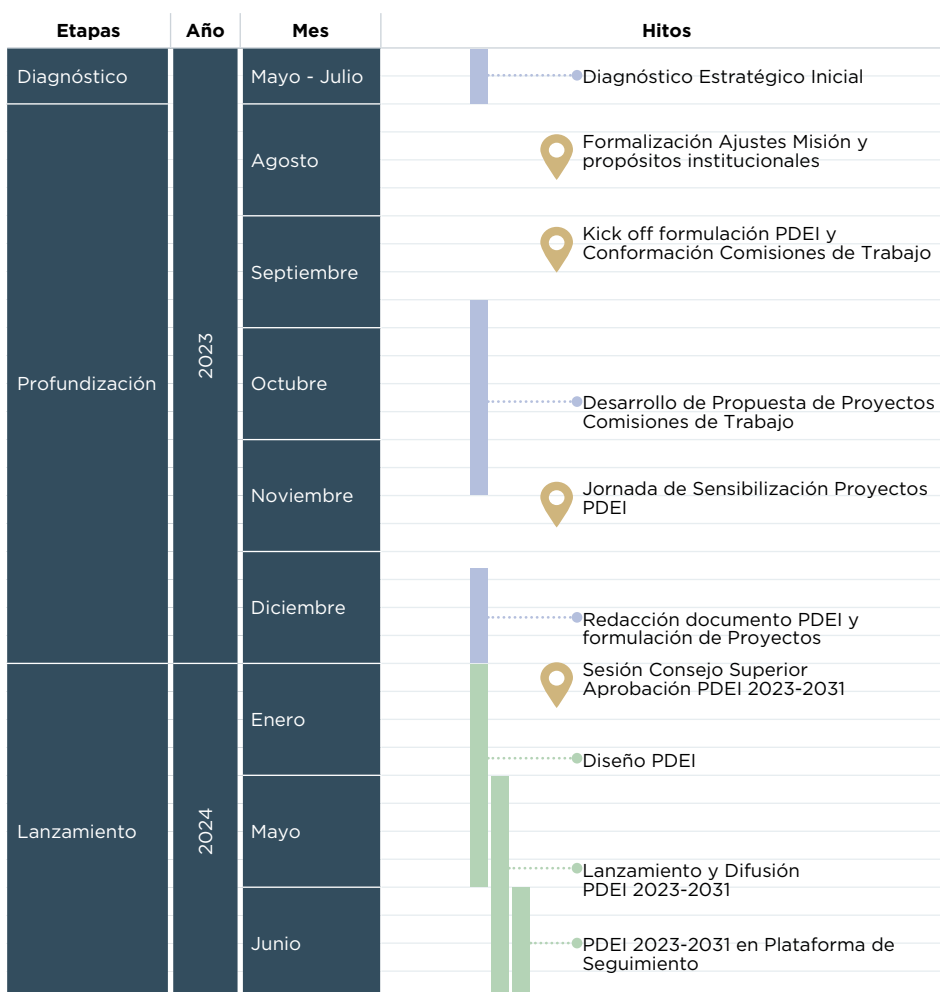 Etapas Año Mes Hitos
Diagnóstico Mayo - Julio Diagnóstico Estratégico Inicial
Agosto
Formalización Ajustes Misión y
propósitos institucionales
Septiembre
Kick off formulación PDEI y
Conformación Comisiones de Trabajo
Profundización 2023 Octubre
Desarrollo de Propuesta de Proyectos
Comisiones de Trabajo
Noviembre
Jornada de Sensibilización Proyectos
PDEI
Diciembre
Redacción documento PDEI y
formulación de Proyectos
Sesión Consejo Superior
Aprobación PDEI 2023-2031
Enero
Diseño PDEI
Lanzamiento 2024 Mayo
Lanzamiento y Difusión
PDEI 2023-2031
Junio
PDEI 2023-2031 en Plataforma de
Seguimiento